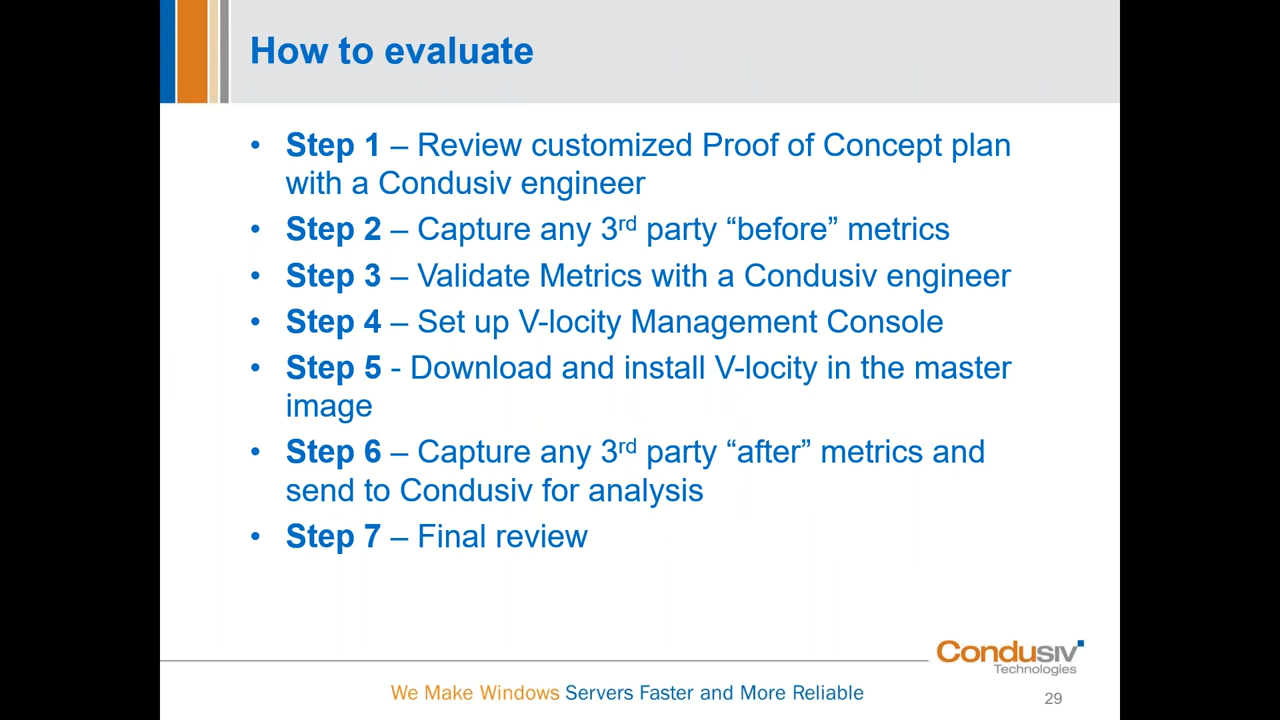 How to evaluate
• Step 1 – Review customized Proof of Concept plan
with a Condusiv engineer
• Step 2 – Capture any 3rd party “before” metrics
• Step 3 – Validate Metrics with a Condusiv engineer
• Step 4 – Set up V-locity Management Console
• Step 5 - Download and install V-locity in the master
image
• Step 6 – Capture any 3rd party “after” metrics and
send to Condusiv for analysis
• Step 7 – Final review
Condusiv
Technologies
We Make Windows Servers Faster and More Reliable
29